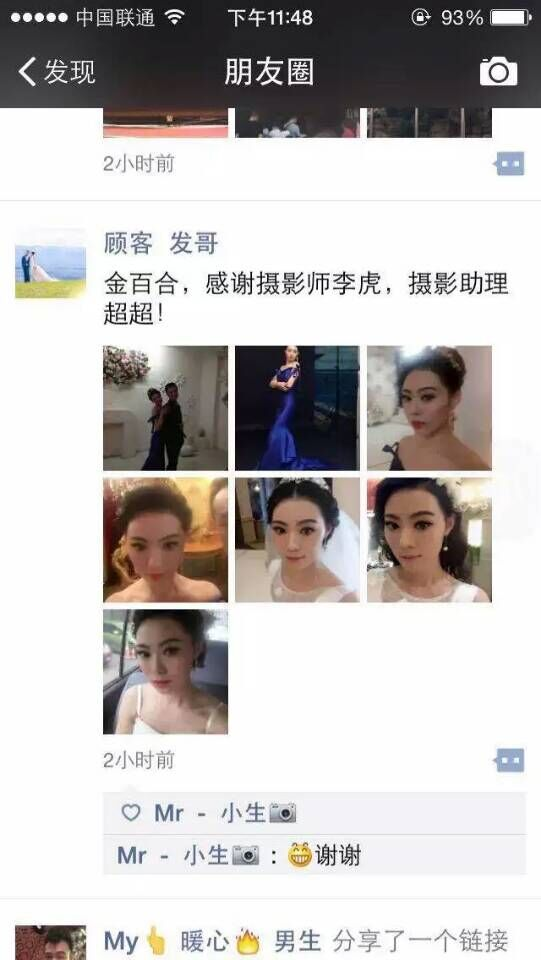 中国联通 下午11:48 93%
发现 朋友圈
2小时前
顾客 发哥
金百合，感谢摄影师李虎，摄影助理
超超！
2小时前
Mr - 小生📷
Mr - 小生📷：😁谢谢
My👆 暖心🔥 男生 分享了一个链接